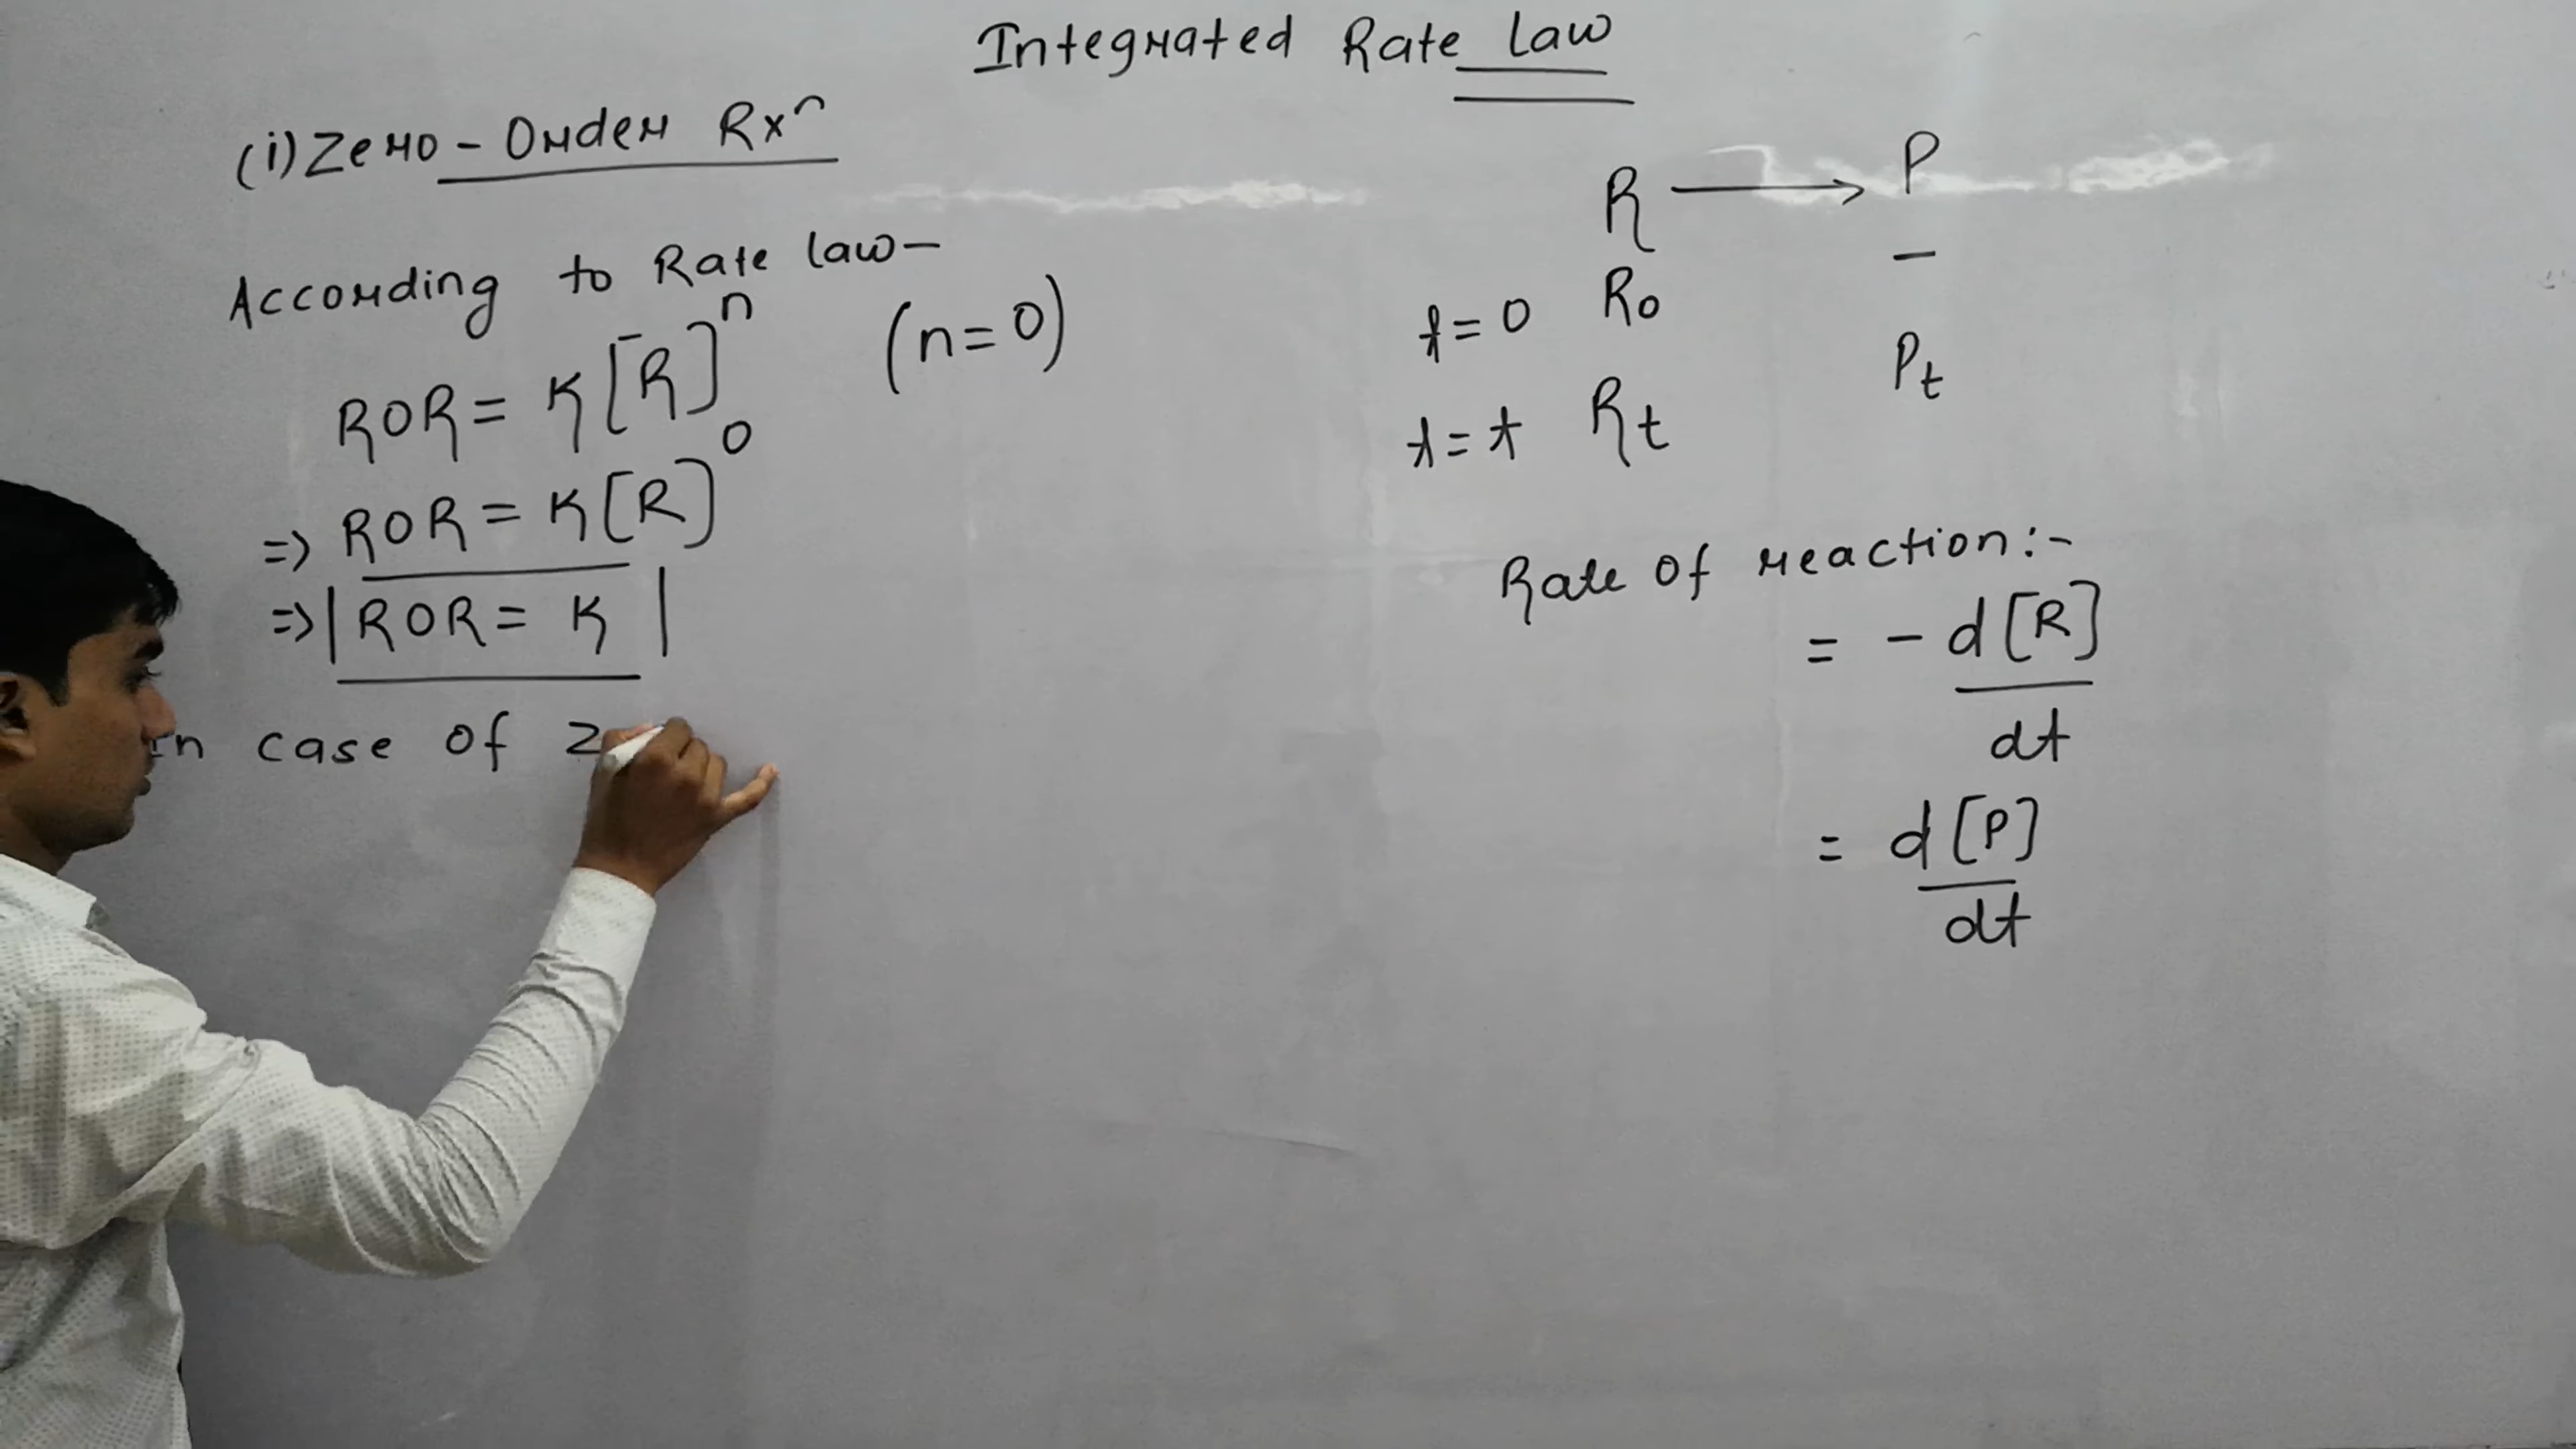 Integrated Rate law
(i) Zero-Order Rxⁿ
According to Rate law-
ROR = K[R]ⁿ (n=0)
=> ROR = K[R]⁰
=> |ROR = K|
In case of
R → P
t=0 R₀ -
t=t Rₜ Pₜ
Rate of reaction:-
= - d[R]
dt
= d[P]
dt